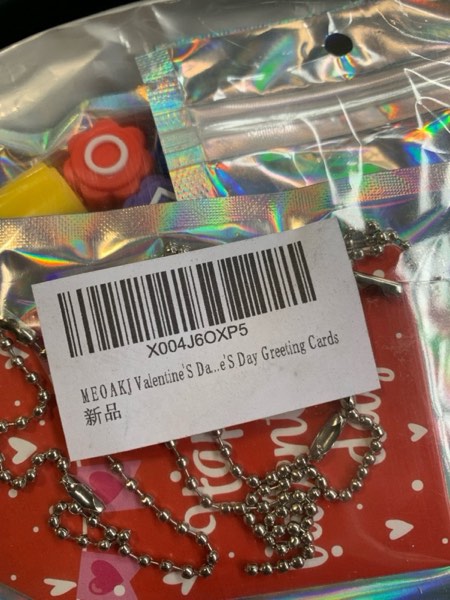 X004J6OXP5
MEOAKJ Valentine'S Da...e'S Day Greeting Cards
新品